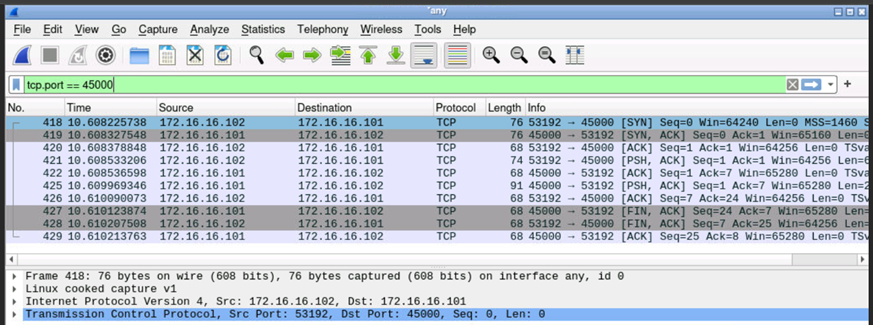 *any
File Edit View Go Capture Analyze Statistics Telephony Wireless Tools Help
tcp.port == 45000
No. Time Source Destination Protocol Length Info
418 10.608225738 172.16.16.102 172.16.16.101 TCP 76 53192 → 45000 [SYN] Seq=0 Win=64240 Len=0 MSS=1460 S
419 10.608327548 172.16.16.101 172.16.16.102 TCP 76 45000 → 53192 [SYN, ACK] Seq=0 Ack=1 Win=65160 Len=0
420 10.608378848 172.16.16.102 172.16.16.101 TCP 68 53192 → 45000 [ACK] Seq=1 Ack=1 Win=64256 Len=0 TSva
421 10.608533206 172.16.16.102 172.16.16.101 TCP 74 53192 → 45000 [PSH, ACK] Seq=1 Ack=1 Win=64256 Len=6
422 10.608536598 172.16.16.101 172.16.16.102 TCP 68 45000 → 53192 [ACK] Seq=1 Ack=7 Win=65280 Len=0 TSva
425 10.609969346 172.16.16.101 172.16.16.102 TCP 91 45000 → 53192 [PSH, ACK] Seq=1 Ack=7 Win=65280 Len=2
426 10.610090073 172.16.16.102 172.16.16.101 TCP 68 53192 → 45000 [ACK] Seq=7 Ack=24 Win=64256 Len=0 TSv
427 10.610123874 172.16.16.101 172.16.16.102 TCP 68 45000 → 53192 [FIN, ACK] Seq=24 Ack=7 Win=65280 Len=
428 10.610207508 172.16.16.102 172.16.16.101 TCP 68 53192 → 45000 [FIN, ACK] Seq=7 Ack=25 Win=64256 Len=
429 10.610213763 172.16.16.101 172.16.16.102 TCP 68 45000 → 53192 [ACK] Seq=25 Ack=8 Win=65280 Len=0 TSv
Frame 418: 76 bytes on wire (608 bits), 76 bytes captured (608 bits) on interface any, id 0
Linux cooked capture v1
Internet Protocol Version 4, Src: 172.16.16.102, Dst: 172.16.16.101
Transmission Control Protocol, Src Port: 53192, Dst Port: 45000, Seq: 0, Len: 0